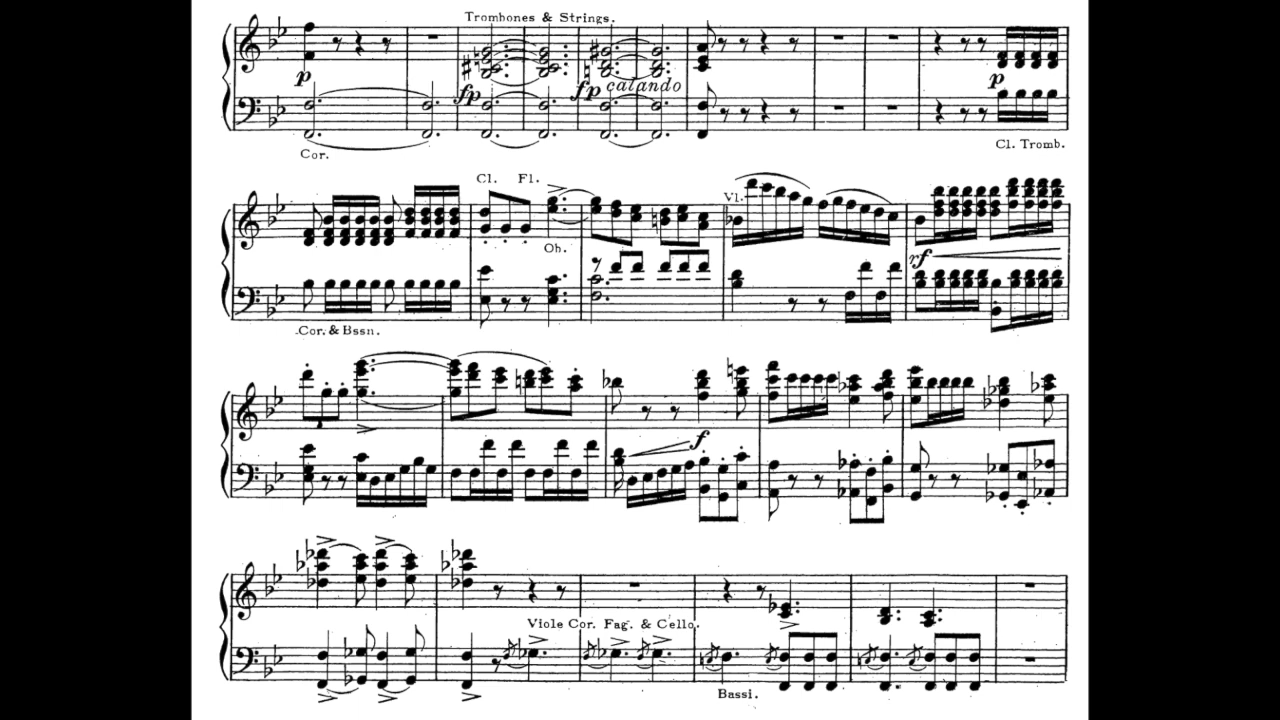 Trombones & Strings.
p
fp
fp calando
p
Cor.
Cl. Tromb.
Cl. Fl.
Vl.
Ob.
rf
Cor. & Bssn.
f
Viole Cor. Fag. & Cello.
Bassi.